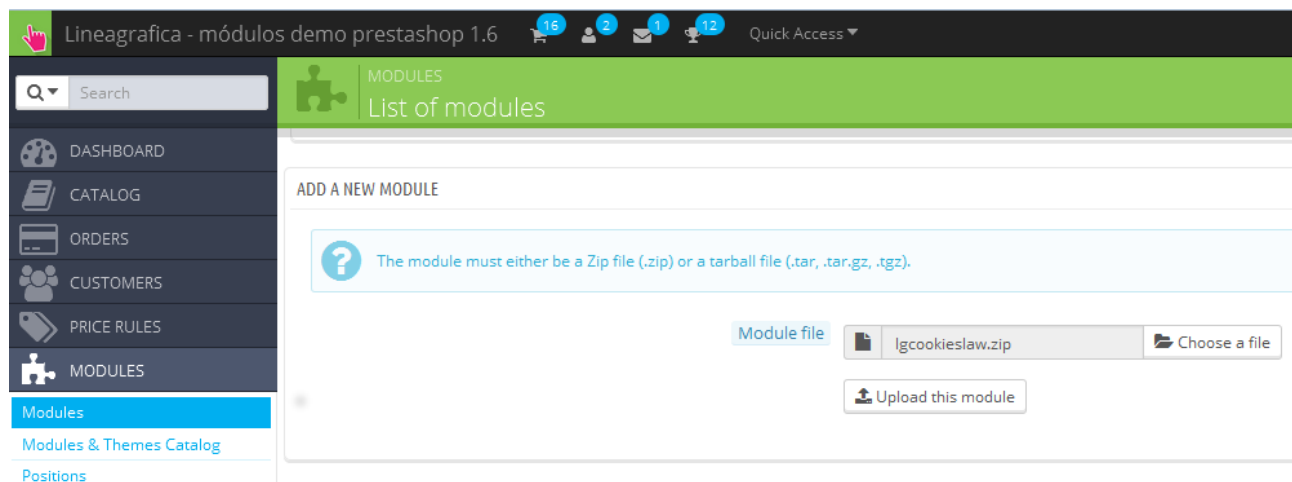 Lineagrafica - módulos demo prestashop 1.6 16 2 1 12 Quick Access
Search
MODULES
List of modules
DASHBOARD
CATALOG
ORDERS
CUSTOMERS
PRICE RULES
MODULES
Modules
Modules & Themes Catalog
Positions
ADD A NEW MODULE
? The module must either be a Zip file (.zip) or a tarball file (.tar, .tar.gz, .tgz).
Module file lgcookieslaw.zip Choose a file
Upload this module